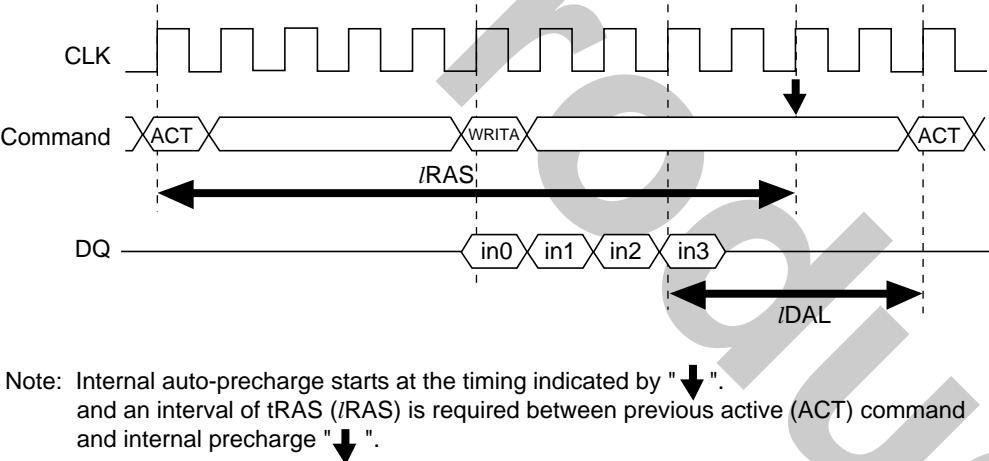 CLK
Command ACT WRITA ACT
lRAS
DQ in0 in1 in2 in3
lDAL
Note: Internal auto-precharge starts at the timing indicated by " ".
and an interval of tRAS (lRAS) is required between previous active (ACT) command
and internal precharge " ".